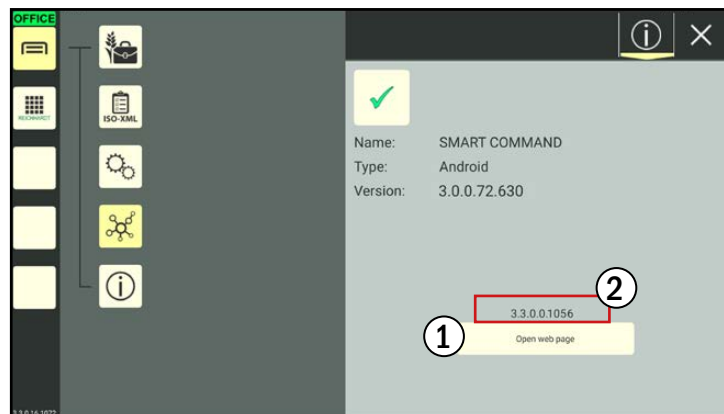 OFFICE
REICHHARDT
ISO-XML
Name: SMART COMMAND
Type: Android
Version: 3.0.0.72.630
2
3.3.0.0.1056
1
Open web page
3.3.0.16.1022